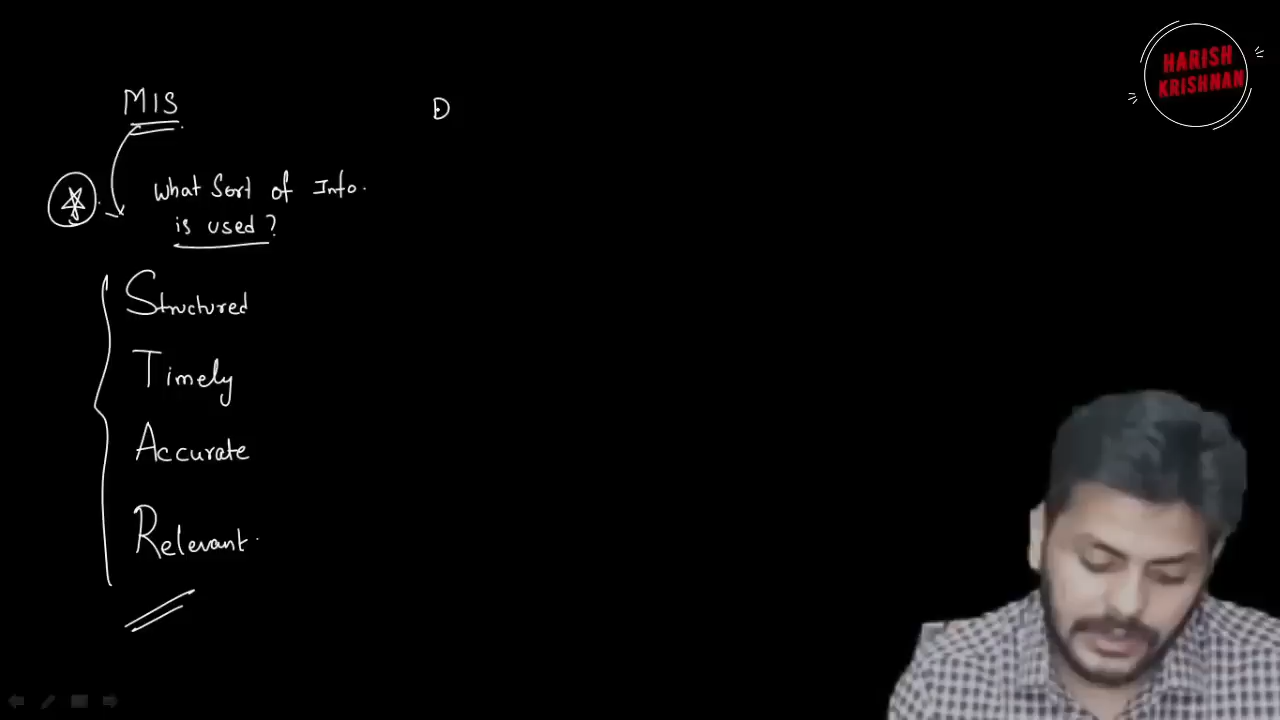 MIS
D
What Sort of Info.
is used?
Structured
Timely
Accurate
Relevant.
HARISH
KRISHNAN